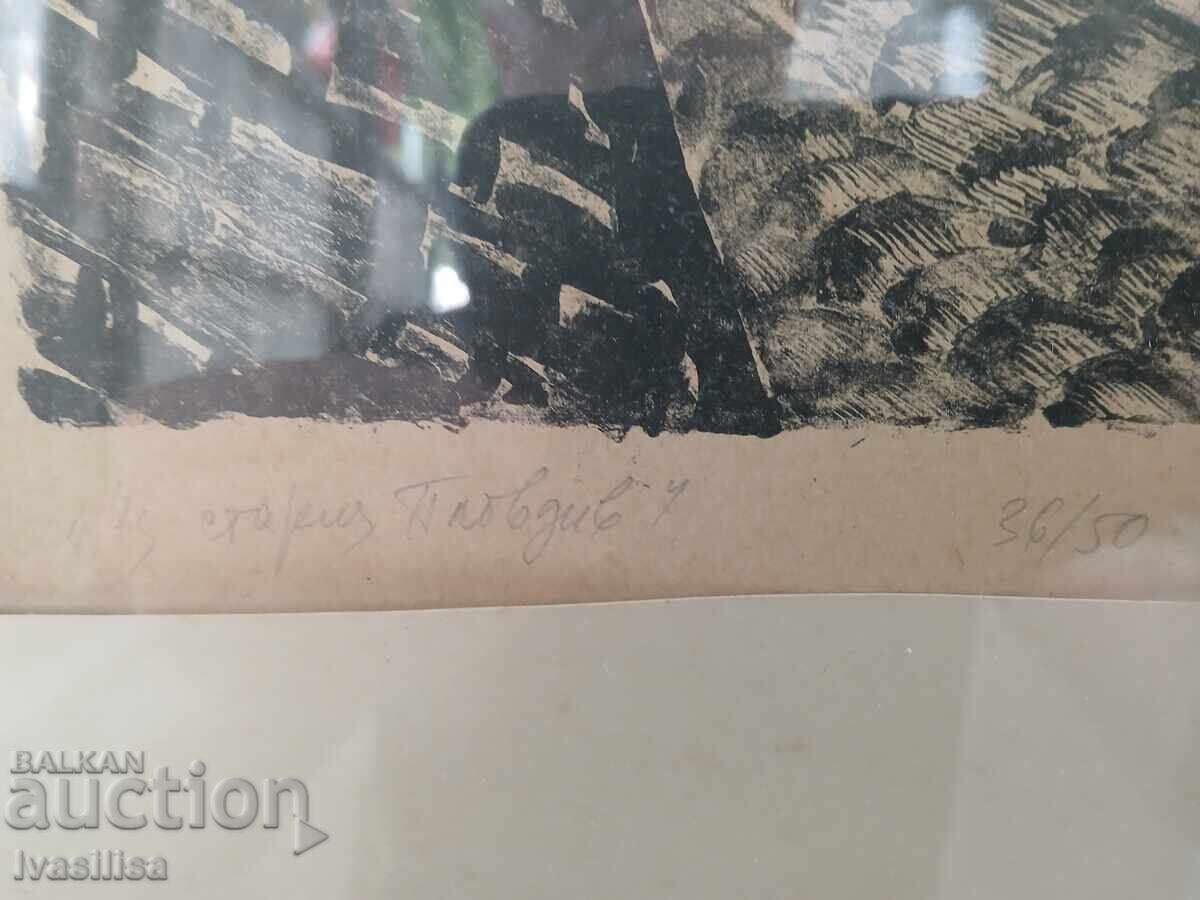 „Из стария Пловдив“ 36/50
BALKAN
auction
Ivasilisa